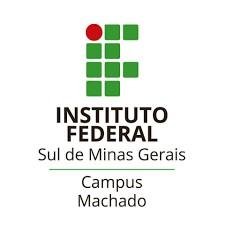 INSTITUTO
FEDERAL
Sul de Minas Gerais
Campus
Machado